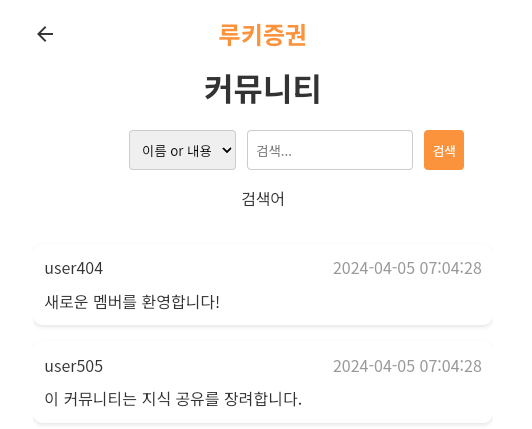 루키증권
커뮤니티
이름 or 내용 검색... 검색
검색어
user404 2024-04-05 07:04:28
새로운 멤버를 환영합니다!
user505 2024-04-05 07:04:28
이 커뮤니티는 지식 공유를 장려합니다.